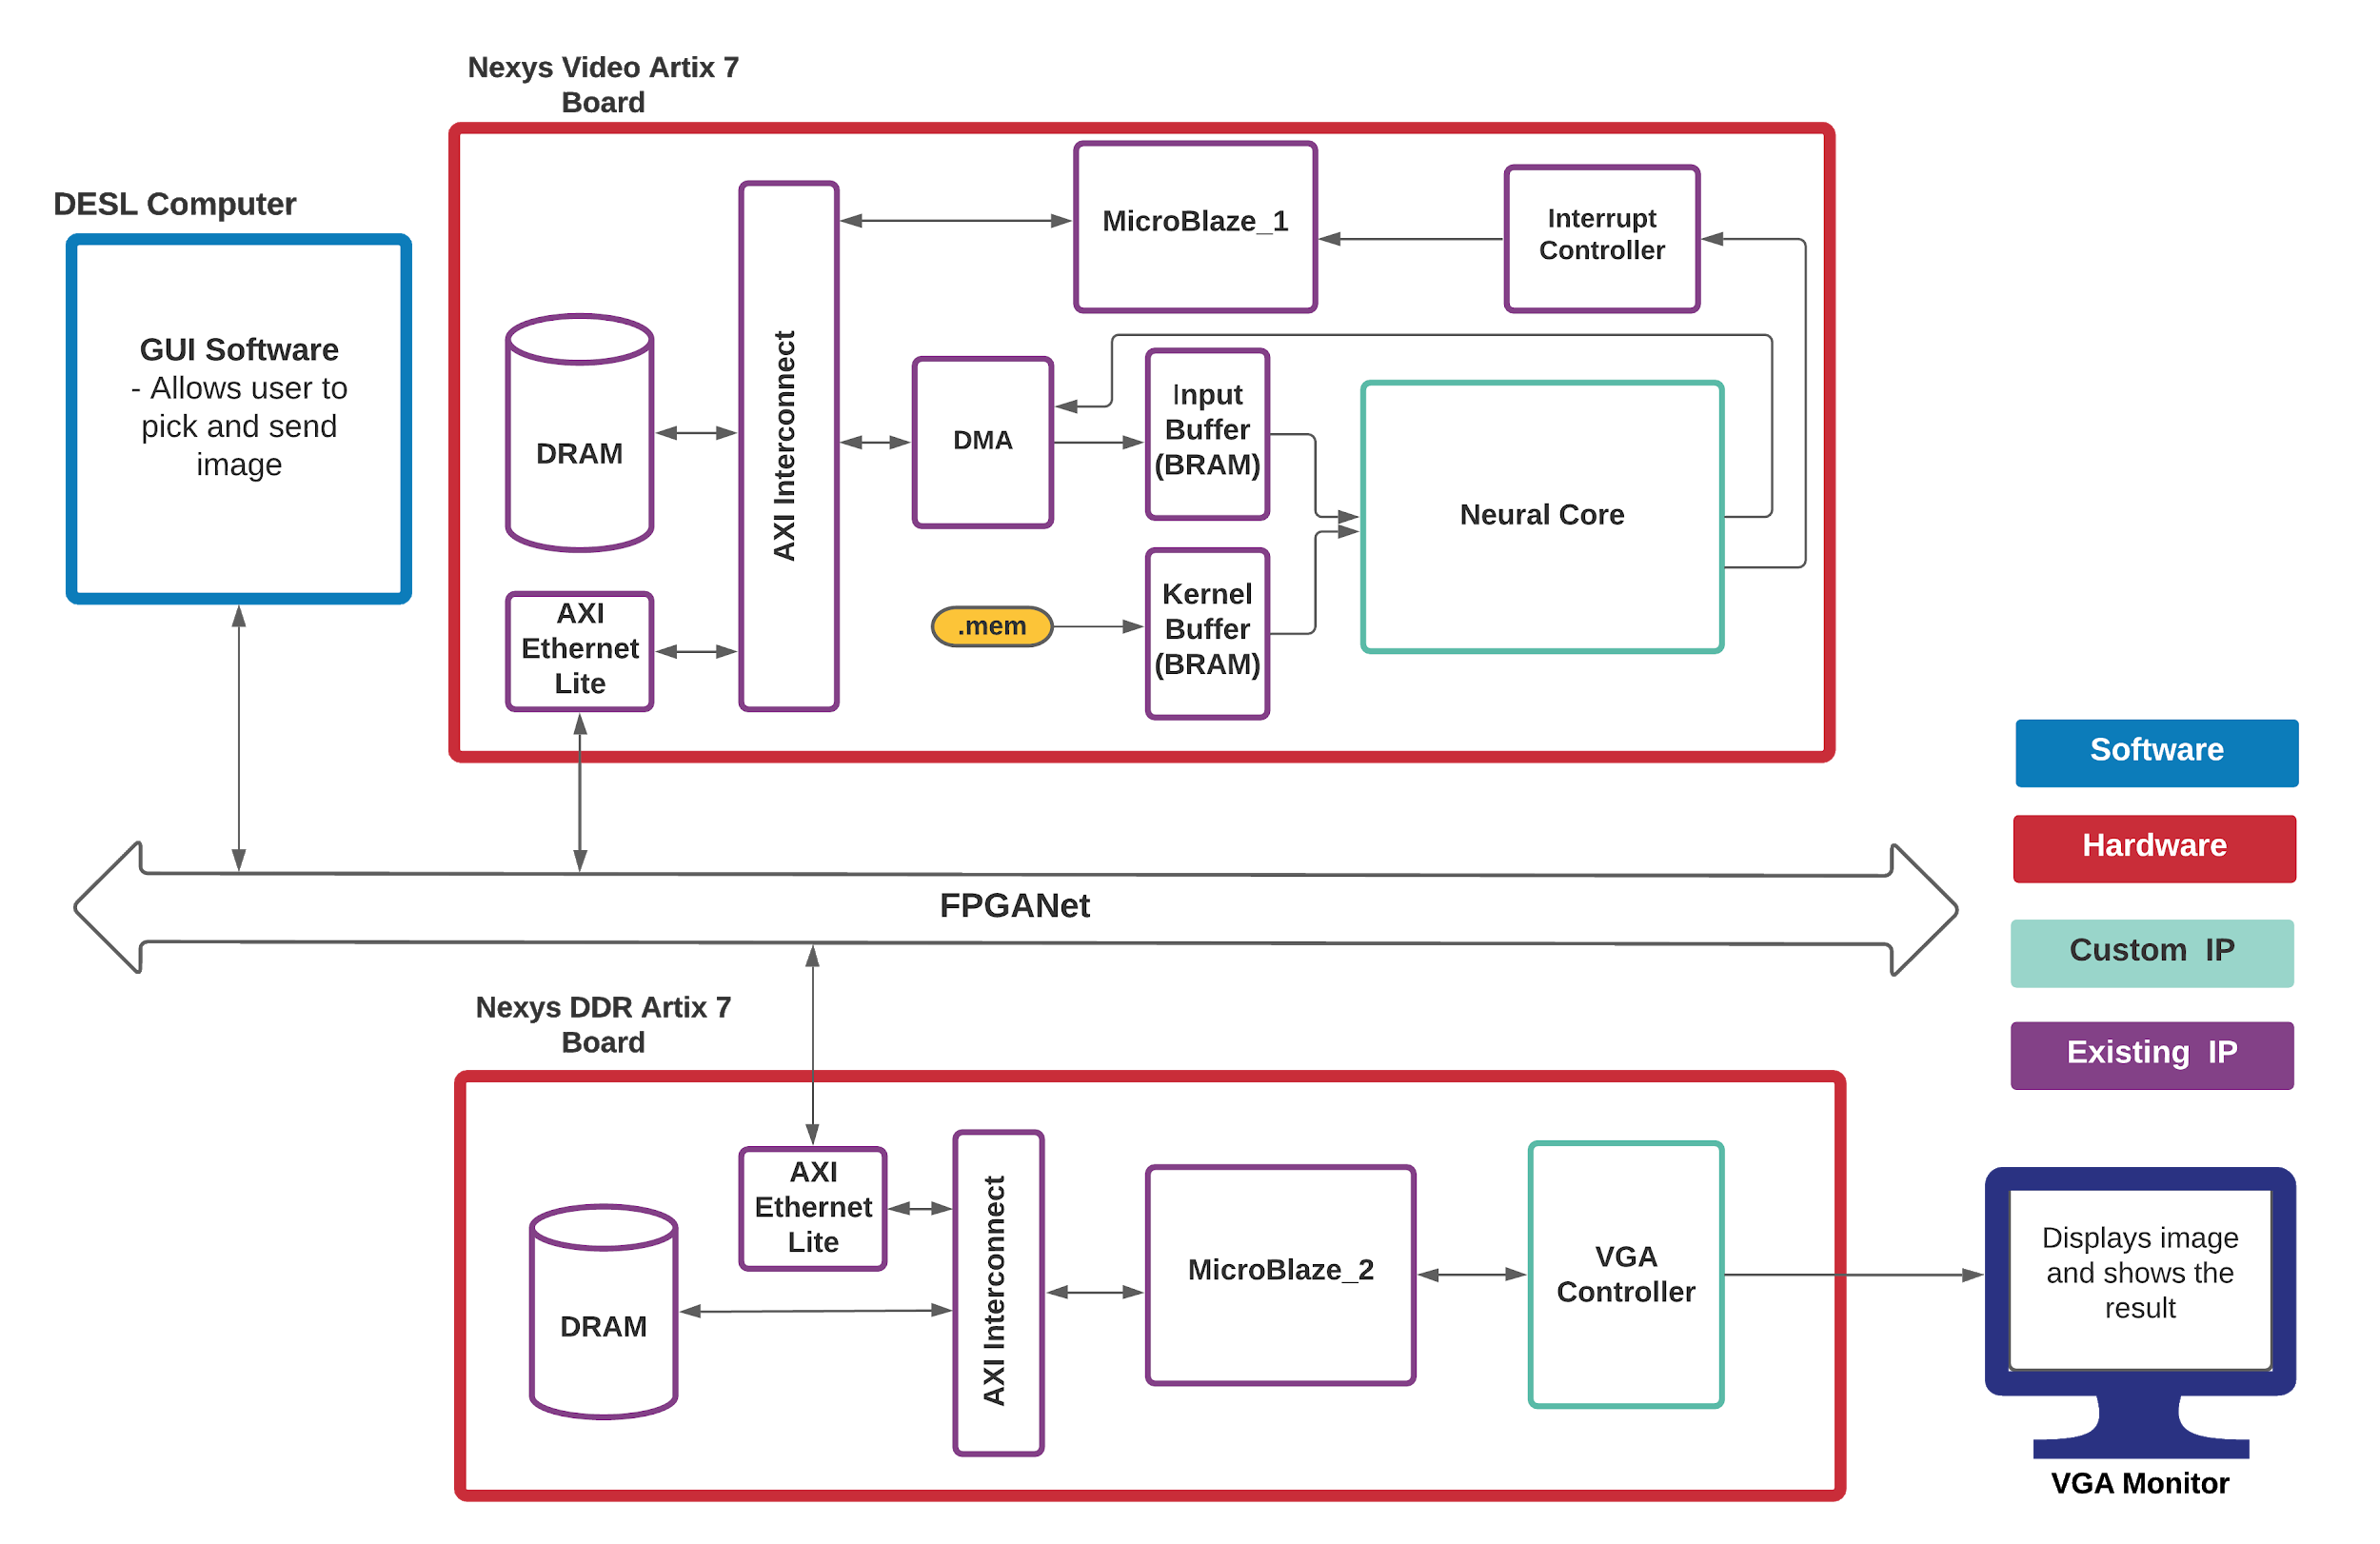 Nexys Video Artix 7
Board
DESL Computer
GUI Software
- Allows user to
pick and send
image
DRAM
AXI
Ethernet
Lite
AXI Interconnect
MicroBlaze_1
Interrupt
Controller
DMA
Input
Buffer
(BRAM)
.mem
Kernel
Buffer
(BRAM)
Neural Core
Software
Hardware
Custom IP
Existing IP
FPGANet
Nexys DDR Artix 7
Board
AXI
Ethernet
Lite
DRAM
AXI Interconnect
MicroBlaze_2
VGA
Controller
Displays image
and shows the
result
VGA Monitor